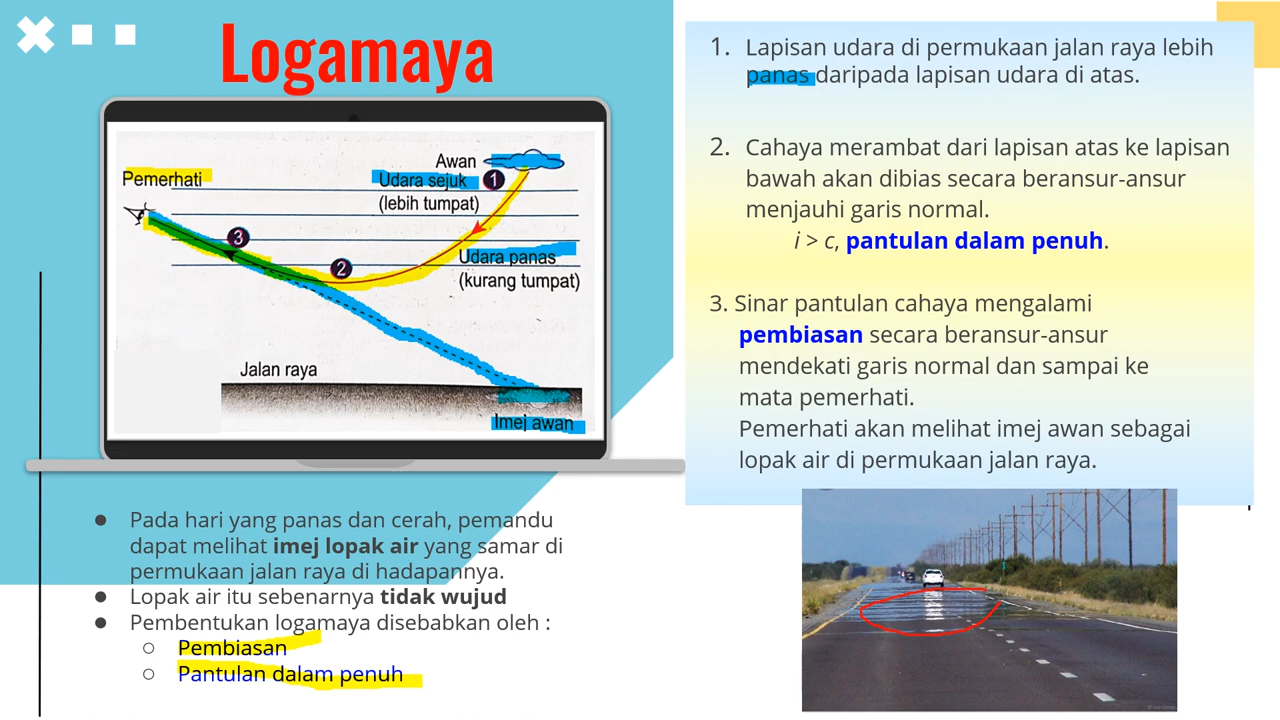 Logamaya
Pemerhati
Awan
Udara sejuk
(lebih tumpat)
1
3
2
Udara panas
(kurang tumpat)
Jalan raya
Imej awan
Pada hari yang panas dan cerah, pemandu
dapat melihat imej lopak air yang samar di
permukaan jalan raya di hadapannya.
Lopak air itu sebenarnya tidak wujud
Pembentukan logamaya disebabkan oleh :
Pembiasan
Pantulan dalam penuh
1. Lapisan udara di permukaan jalan raya lebih
panas daripada lapisan udara di atas.
2. Cahaya merambat dari lapisan atas ke lapisan
bawah akan dibias secara beransur-ansur
menjauhi garis normal.
i > c, pantulan dalam penuh.
3. Sinar pantulan cahaya mengalami
pembiasan secara beransur-ansur
mendekati garis normal dan sampai ke
mata pemerhati.
Pemerhati akan melihat imej awan sebagai
lopak air di permukaan jalan raya.